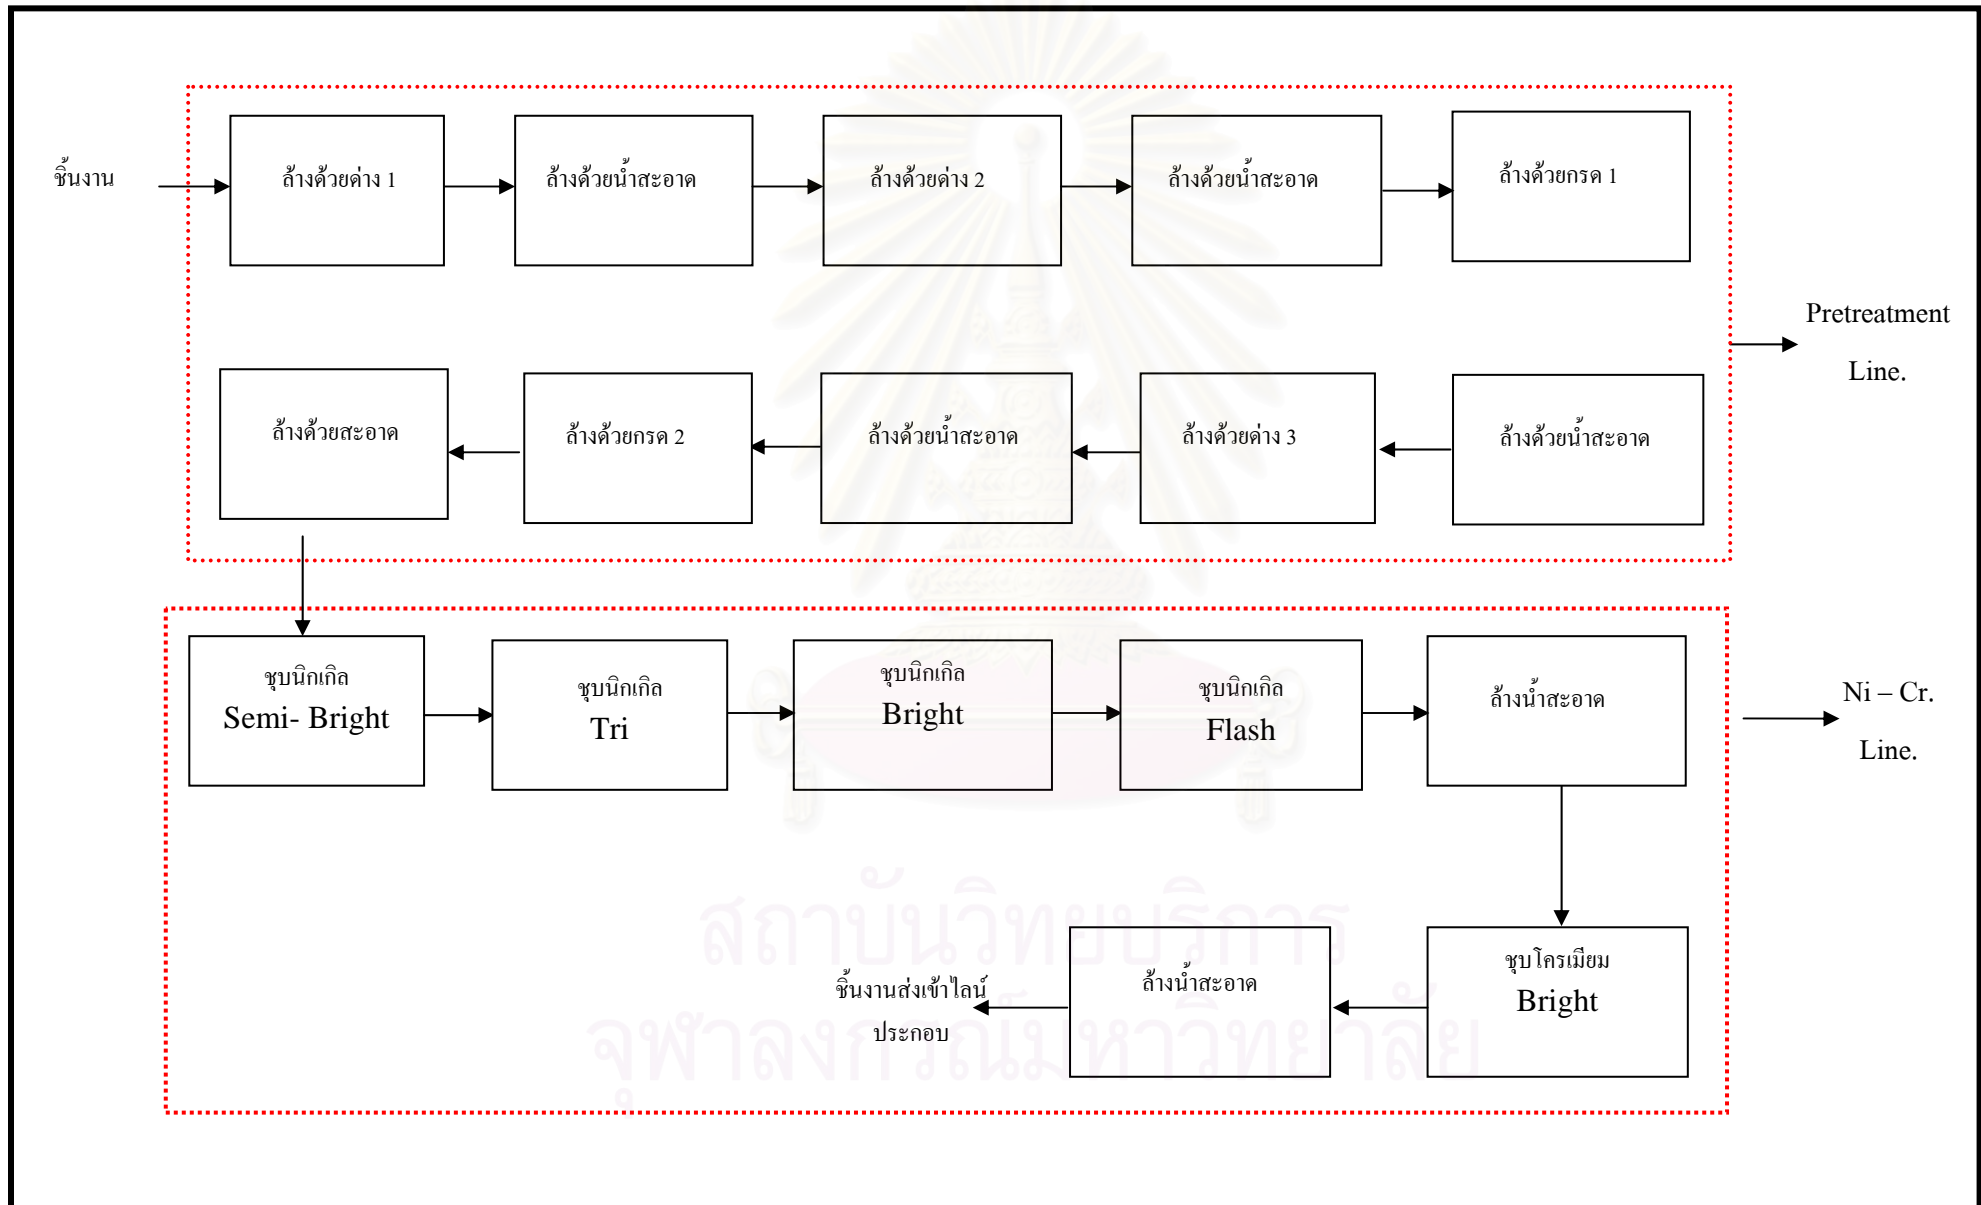 ชิ้นงาน
ล้างด้วยด่าง 1
ล้างด้วยน้ำสะอาด
ล้างด้วยด่าง 2
ล้างด้วยน้ำสะอาด
ล้างด้วยกรด 1
Pretreatment
Line.
ล้างด้วยน้ำสะอาด
ล้างด้วยด่าง 3
ล้างด้วยน้ำสะอาด
ล้างด้วยกรด 2
ล้างด้วยสะอาด
ชุบนิกเกิล
Semi- Bright
ชุบนิกเกิล
Tri
ชุบนิกเกิล
Bright
ชุบนิกเกิล
Flash
ล้างน้ำสะอาด
Ni – Cr.
Line.
ชุบโครเมียม
Bright
ล้างน้ำสะอาด
ชิ้นงานส่งเข้าไลน์
ประกอบ
สถาบันวิทยบริการ
จุฬาลงกรณ์มหาวิทยาลัย